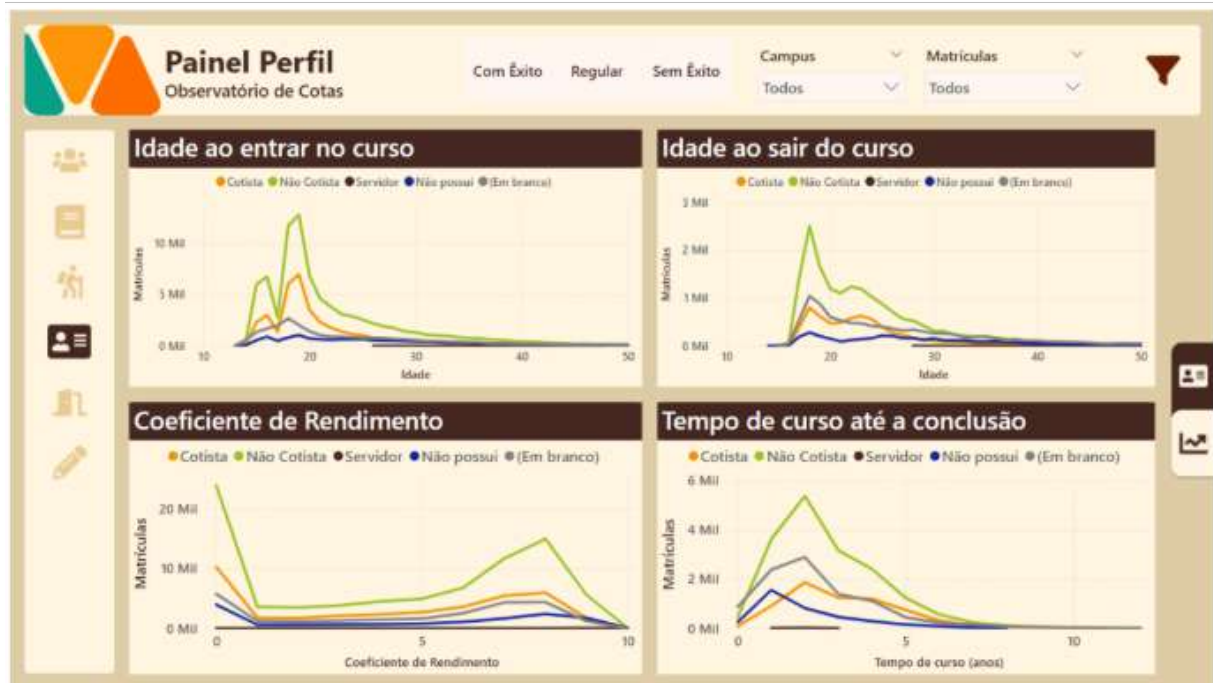 Painel Perfil
Observatório de Cotas
Com Êxito Regular Sem Êxito
Campus
Todos
Matrículas
Todos
Idade ao entrar no curso
Cotista Não Cotista Servidor Não possui (Em branco)
Matrículas
10 Mil
5 Mil
0 Mil
10 20 30 40 50
Idade
Idade ao sair do curso
Cotista Não Cotista Servidor Não possui (Em branco)
Matrículas
3 Mil
2 Mil
1 Mil
0 Mil
10 20 30 40 50
Idade
Coeficiente de Rendimento
Cotista Não Cotista Servidor Não possui (Em branco)
Matrículas
20 Mil
10 Mil
0 Mil
0 5 10
Coeficiente de Rendimento
Tempo de curso até a conclusão
Cotista Não Cotista Servidor Não possui (Em branco)
Matrículas
6 Mil
4 Mil
2 Mil
0 Mil
0 5 10
Tempo de curso (anos)